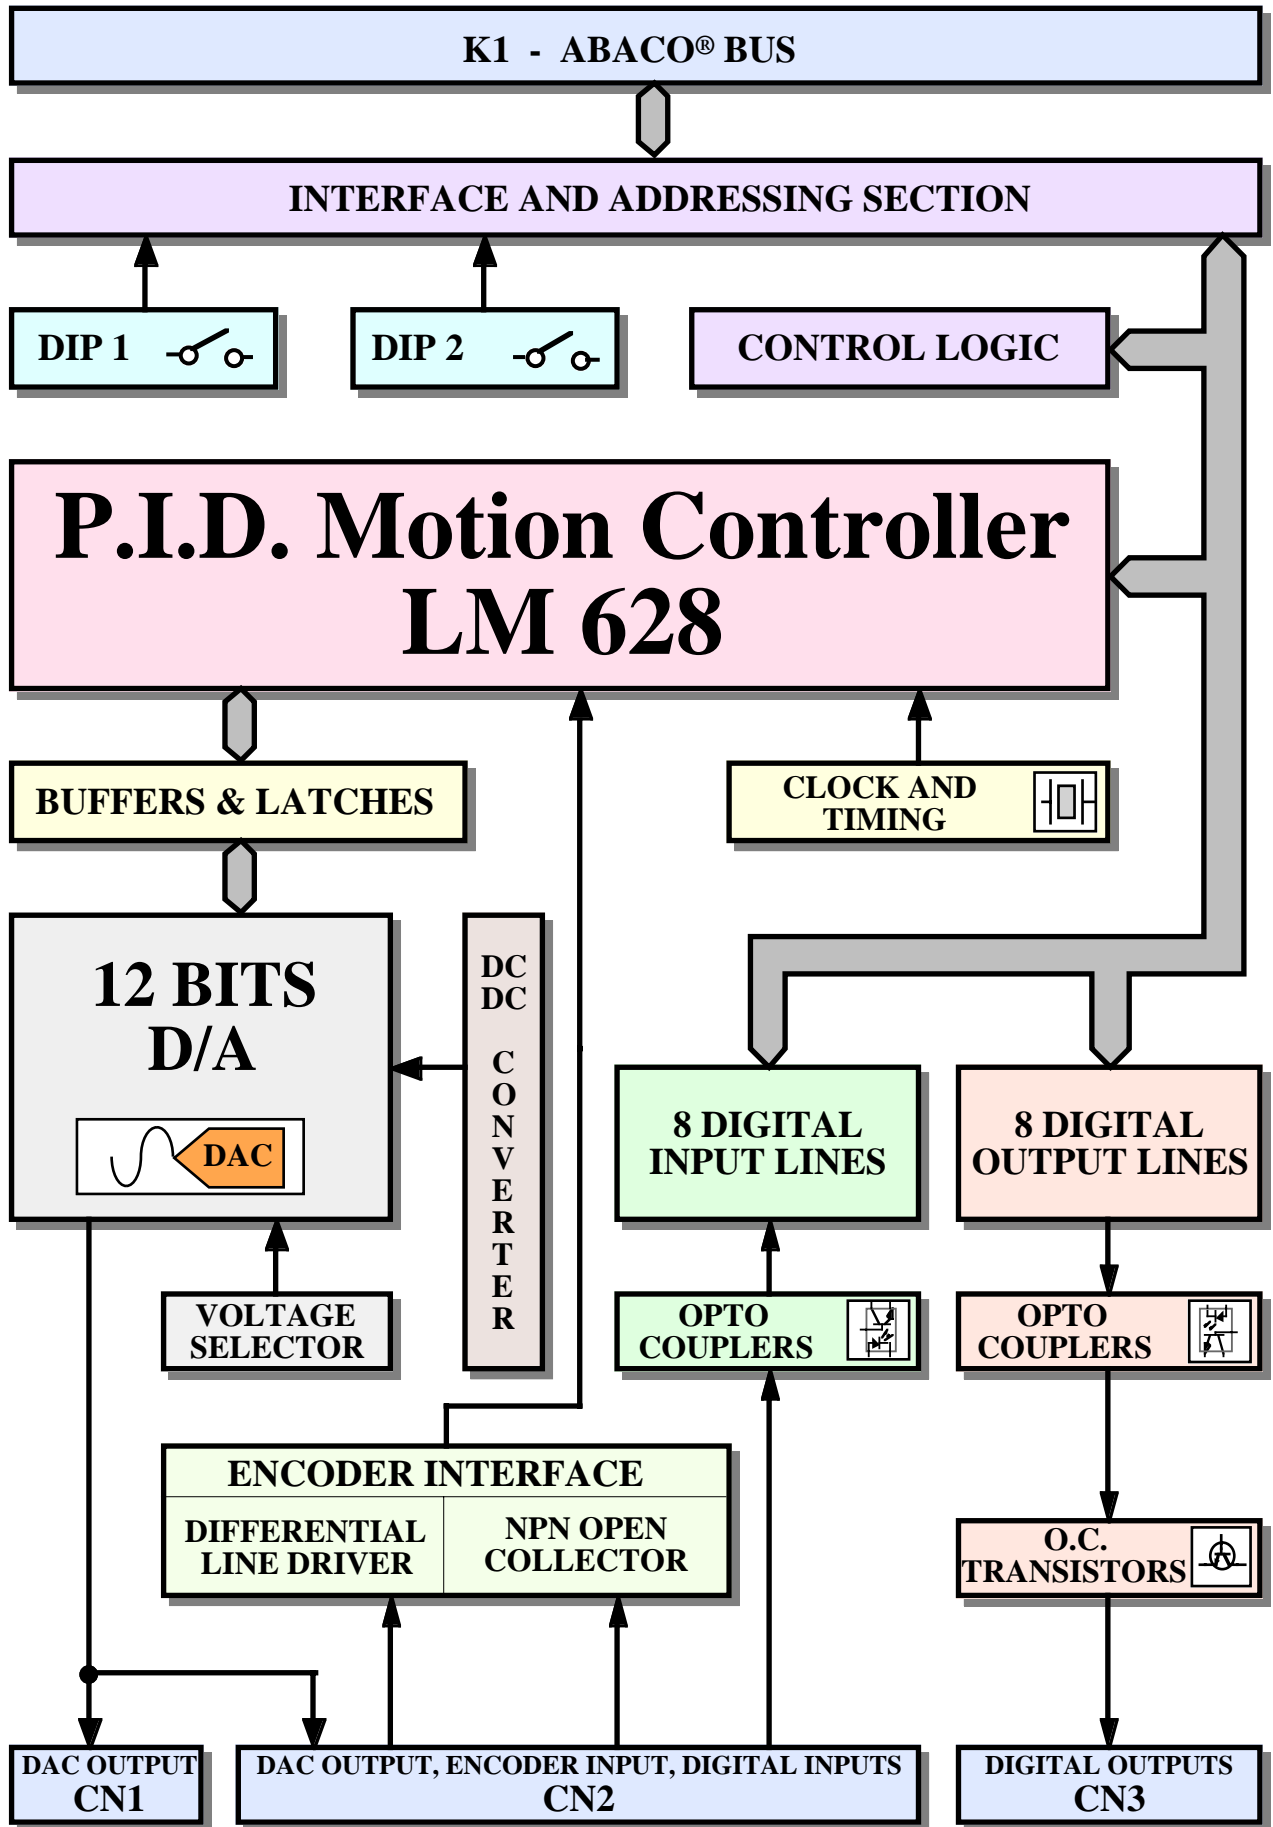 K1 - ABACO® BUS
INTERFACE AND ADDRESSING SECTION
DIP 1
DIP 2
CONTROL LOGIC
P.I.D. Motion Controller
LM 628
BUFFERS & LATCHES
CLOCK AND
TIMING
12 BITS
D/A
DAC
DC
DC
C
O
N
V
E
R
T
E
R
8 DIGITAL
INPUT LINES
8 DIGITAL
OUTPUT LINES
VOLTAGE
SELECTOR
OPTO
COUPLERS
OPTO
COUPLERS
ENCODER INTERFACE
DIFFERENTIAL
LINE DRIVER
NPN OPEN
COLLECTOR
O.C.
TRANSISTORS
DAC OUTPUT
CN1
DAC OUTPUT, ENCODER INPUT, DIGITAL INPUTS
CN2
DIGITAL OUTPUTS
CN3